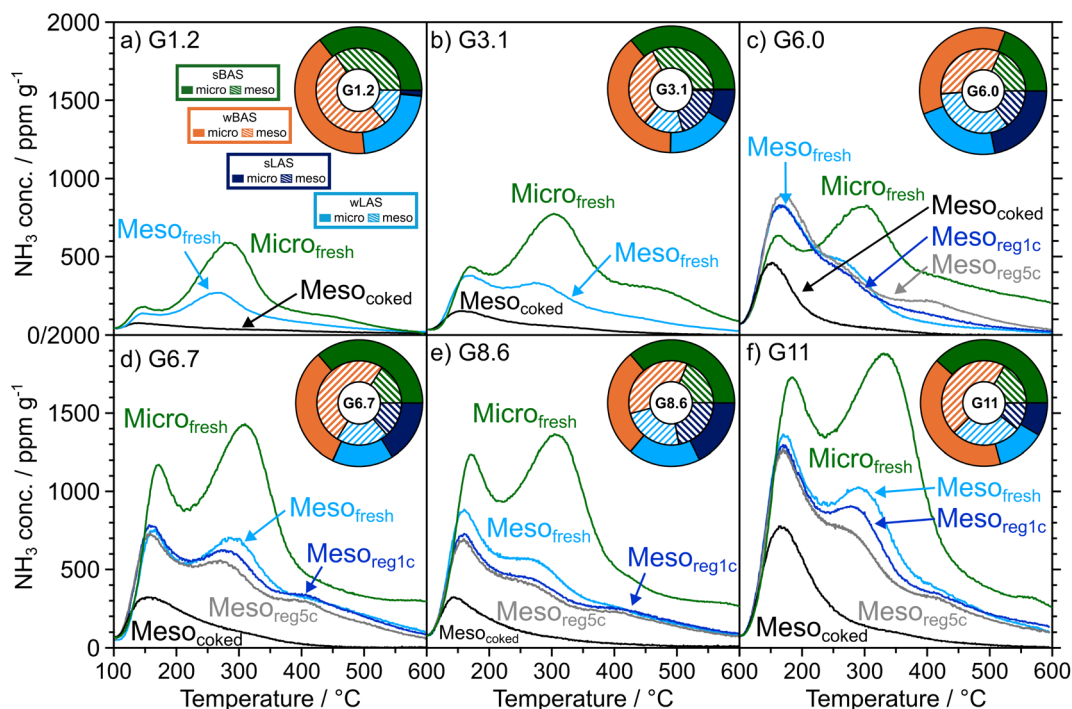 2000
1500
1000
500
0/2000
1500
1000
500
0
NH3 conc. / ppm g-1
NH3 conc. / ppm g-1
a) G1.2
G1.2
sBAS
micro meso
wBAS
micro meso
sLAS
micro meso
wLAS
micro meso
Mesofresh
Microfresh
Mesocoked
b) G3.1
G3.1
Microfresh
Mesofresh
Mesocoked
c) G6.0
G6.0
Mesofresh
Microfresh
Mesocoked
Mesoreg1c
Mesoreg5c
d) G6.7
G6.7
Microfresh
Mesofresh
Mesoreg1c
Mesoreg5c
Mesocoked
e) G8.6
G8.6
Microfresh
Mesofresh
Mesoreg1c
Mesoreg5c
Mesocoked
f) G11
G11
Microfresh
Mesofresh
Mesoreg1c
Mesoreg5c
Mesocoked
100 200 300 400 500 600 200 300 400 500 600 200 300 400 500 600
Temperature / °C Temperature / °C Temperature / °C